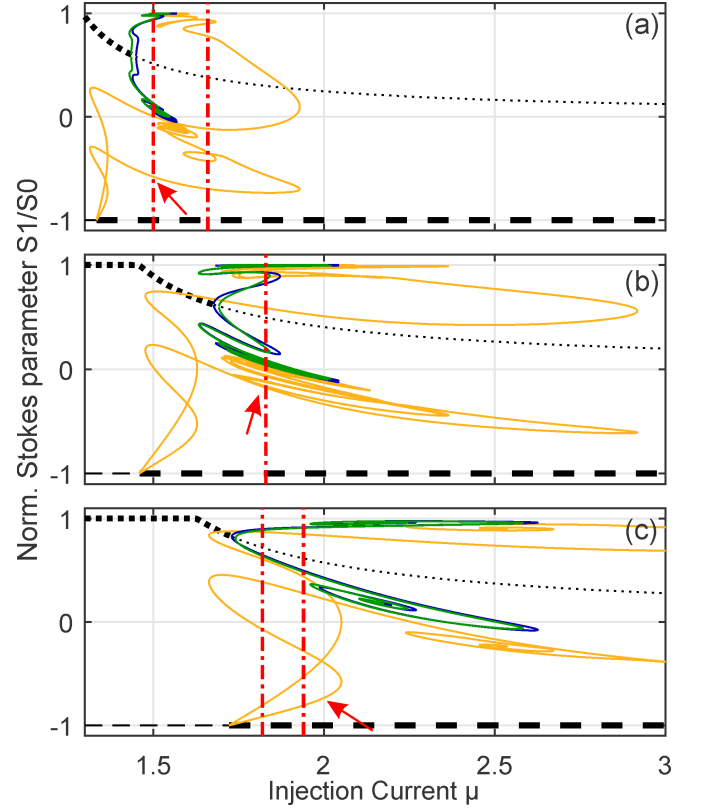 (a)
1
0
-1
(b)
1
0
-1
(c)
1
0
-1
Norm. Stokes parameter S1/S0
1.5 2 2.5 3
Injection Current μ